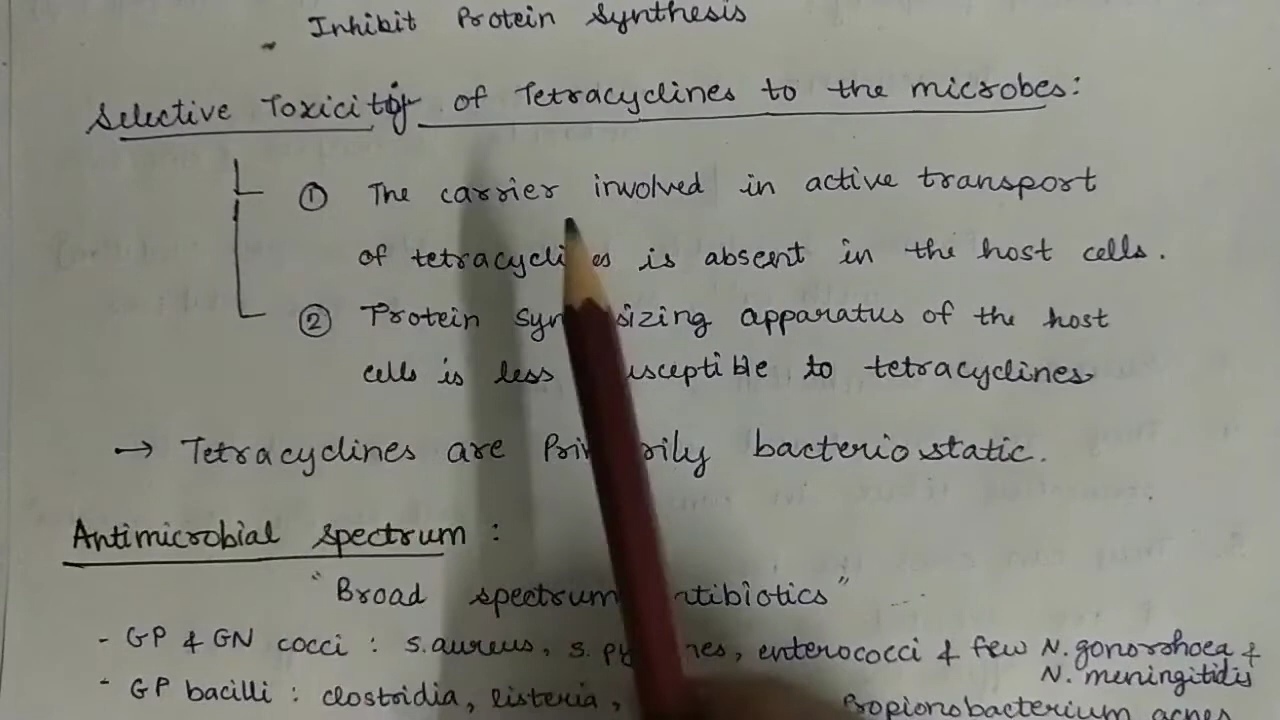 - Inhibit Protein Synthesis
Selective Toxicity of Tetracyclines to the microbes:
① The carrier involved in active transport
of tetracyclines is absent in the host cells.
② Protein sizing apparatus of the host
cells is less susceptible to tetracyclines
→ Tetracyclines are Primarily bacteriostatic.
Antimicrobial spectrum :
"Broad spectrum antibiotics"
- GP & GN cocci : S. aureus, S. enterococci & few N. gonorrhoea &
N. meningitidis
- GP bacilli : clostridia, listeria, Propionobacterium acnes